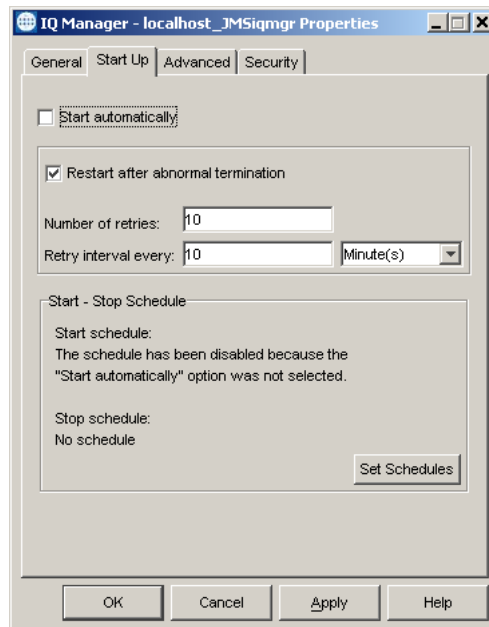 IQ Manager - localhost_JMSiqmgr Properties
General Start Up Advanced Security
Start automatically
Restart after abnormal termination
Number of retries: 10
Retry interval every: 10 Minute(s)
Start - Stop Schedule
Start schedule:
The schedule has been disabled because the
"Start automatically" option was not selected.
Stop schedule:
No schedule
Set Schedules
OK Cancel Apply Help